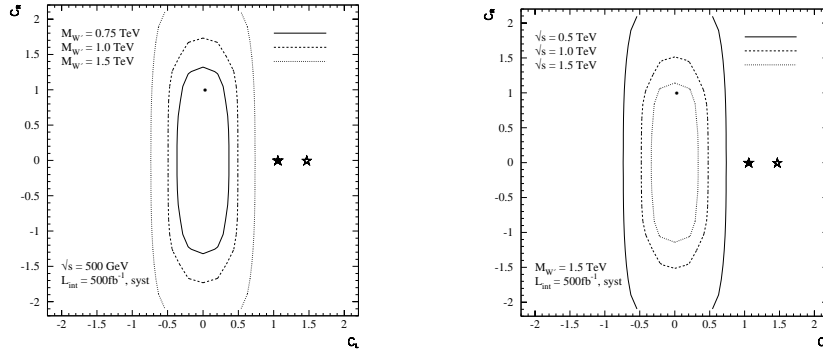 C_R
M_W' = 0.75 TeV
M_W' = 1.0 TeV
M_W' = 1.5 TeV
√s = 500 GeV
L_int = 500fb^-1, syst
2
1.5
1
0.5
0
-0.5
-1
-1.5
-2
-2 -1.5 -1 -0.5 0 0.5 1 1.5 2
C_L
C_R
√s = 0.5 TeV
√s = 1.0 TeV
√s = 1.5 TeV
M_W' = 1.5 TeV
L_int = 500fb^-1, syst
2
1.5
1
0.5
0
-0.5
-1
-1.5
-2
-2 -1.5 -1 -0.5 0 0.5 1 1.5 2